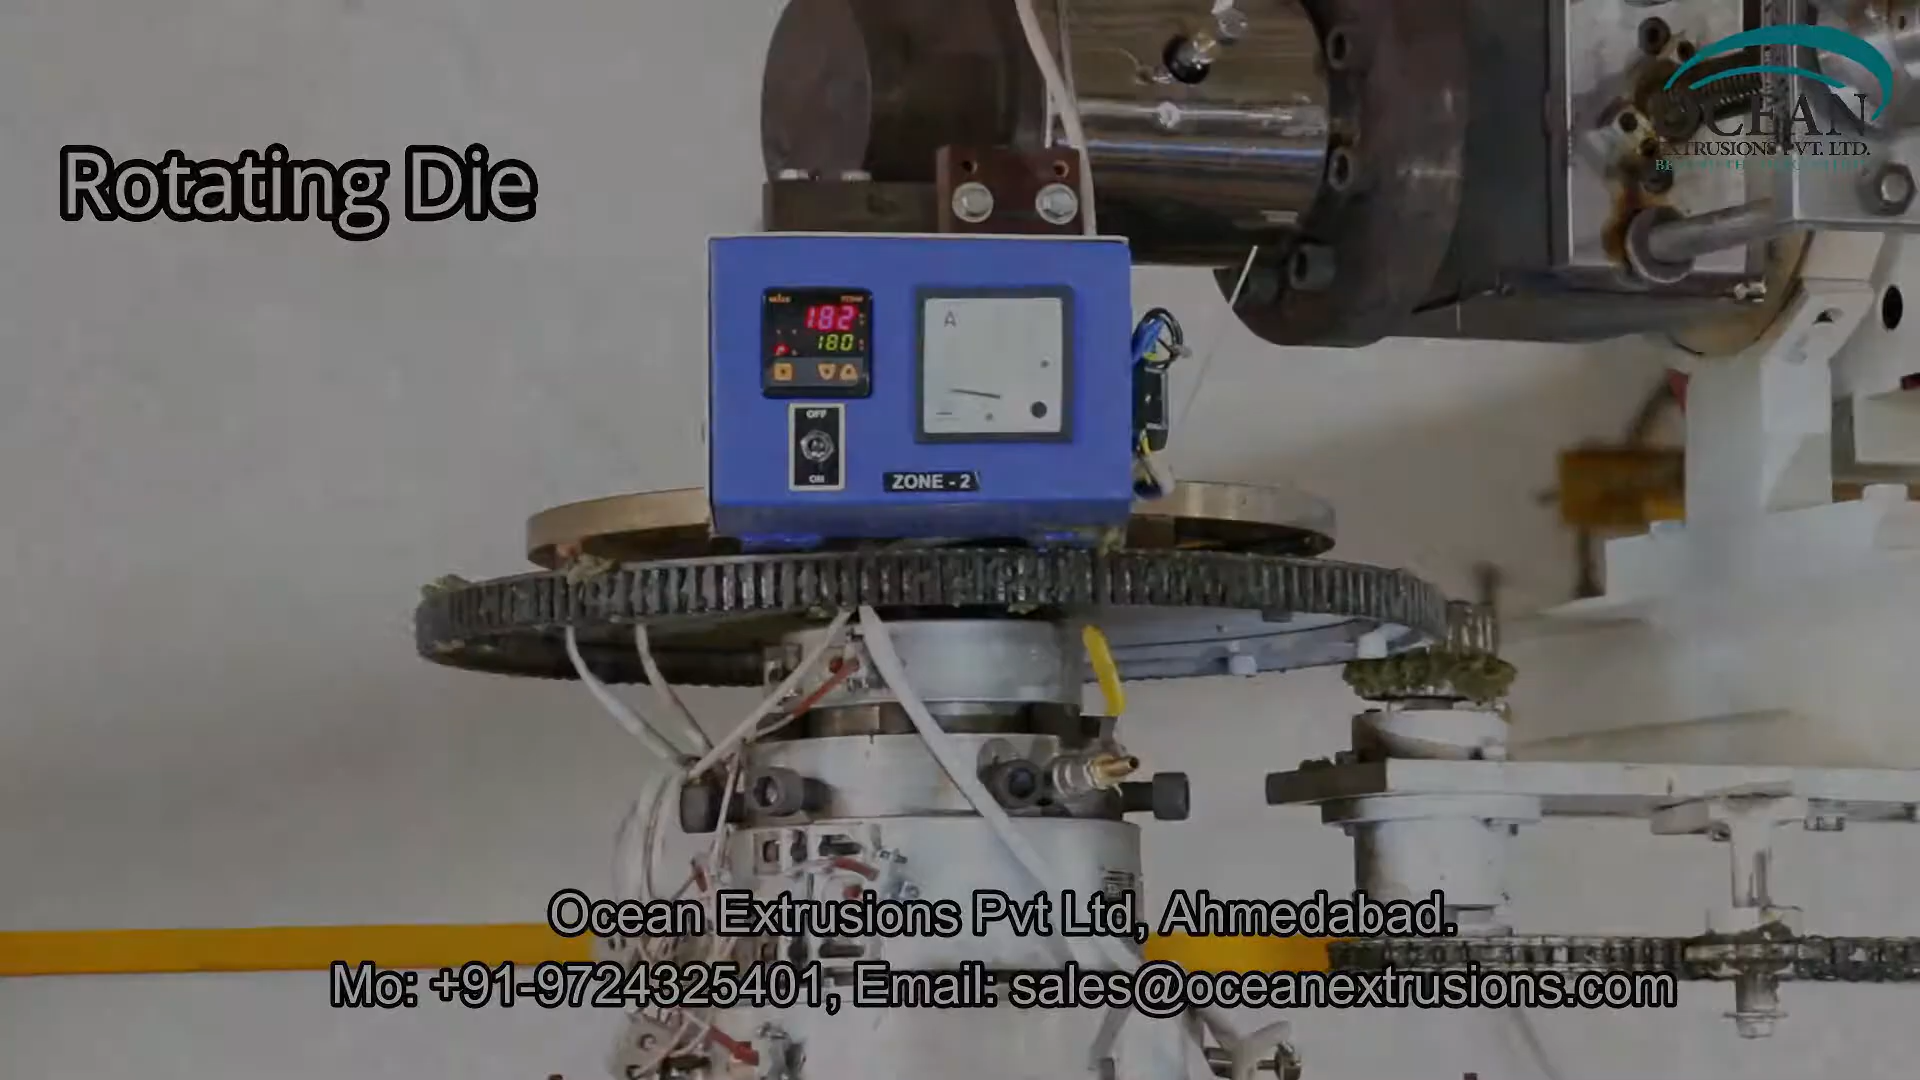 Rotating Die
OCEAN
EXTRUSIONS PVT. LTD.
182
180
A
OFF
ON
ZONE - 2
Ocean Extrusions Pvt Ltd, Ahmedabad.
Mo: +91-9724325401, Email: sales@oceanextrusions.com